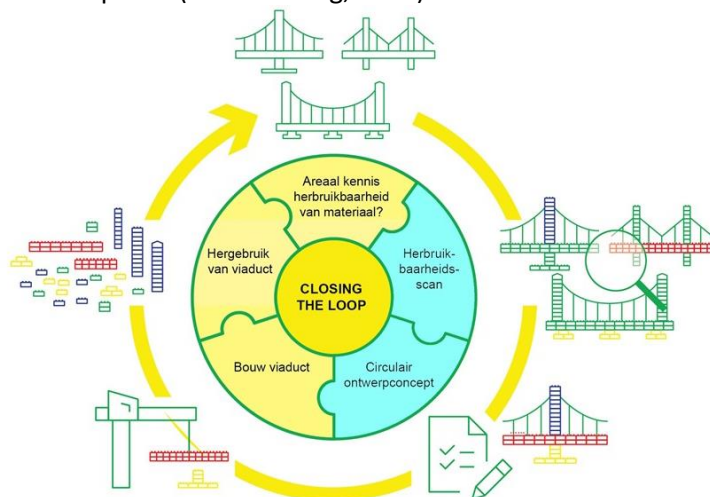 Areaal kennis
herbruikbaarheid
van materiaal?
Hergebruik
van viaduct
Herbruik-
baarheids-
scan
CLOSING
THE LOOP
Bouw viaduct
Circulair
ontwerpconcept